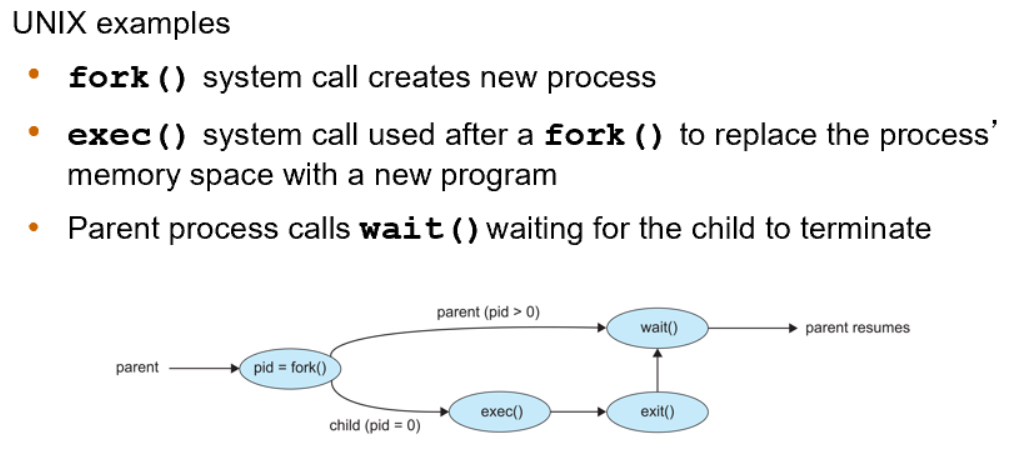 UNIX examples
• fork() system call creates new process
• exec() system call used after a fork() to replace the process’
memory space with a new program
• Parent process calls wait() waiting for the child to terminate
parent (pid > 0)
wait()
parent resumes
parent
pid = fork()
exec()
exit()
child (pid = 0)